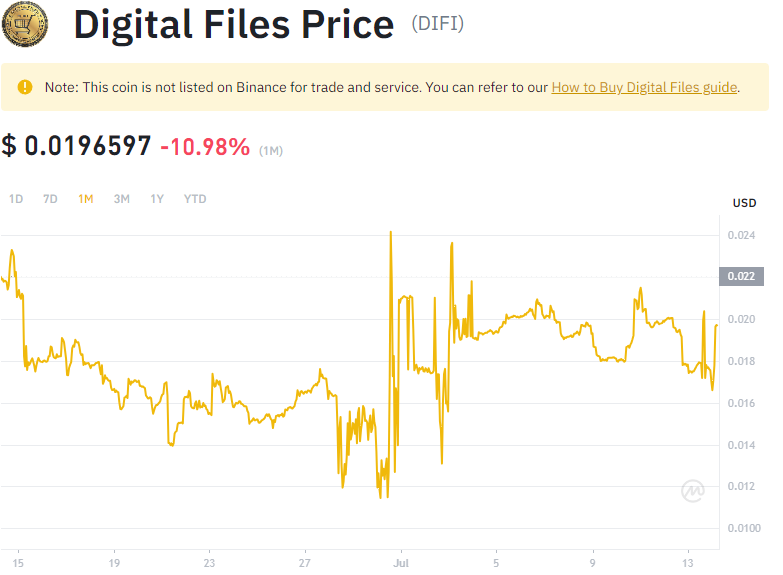 Digital Files Price (DIFI)
Note: This coin is not listed on Binance for trade and service. You can refer to our How to Buy Digital Files guide.
$ 0.0196597 -10.98% (1M)
1D 7D 1M 3M 1Y YTD
USD
0.024
0.022
0.020
0.018
0.016
0.014
0.012
0.0100
15 19 23 27 Jul 5 9 13